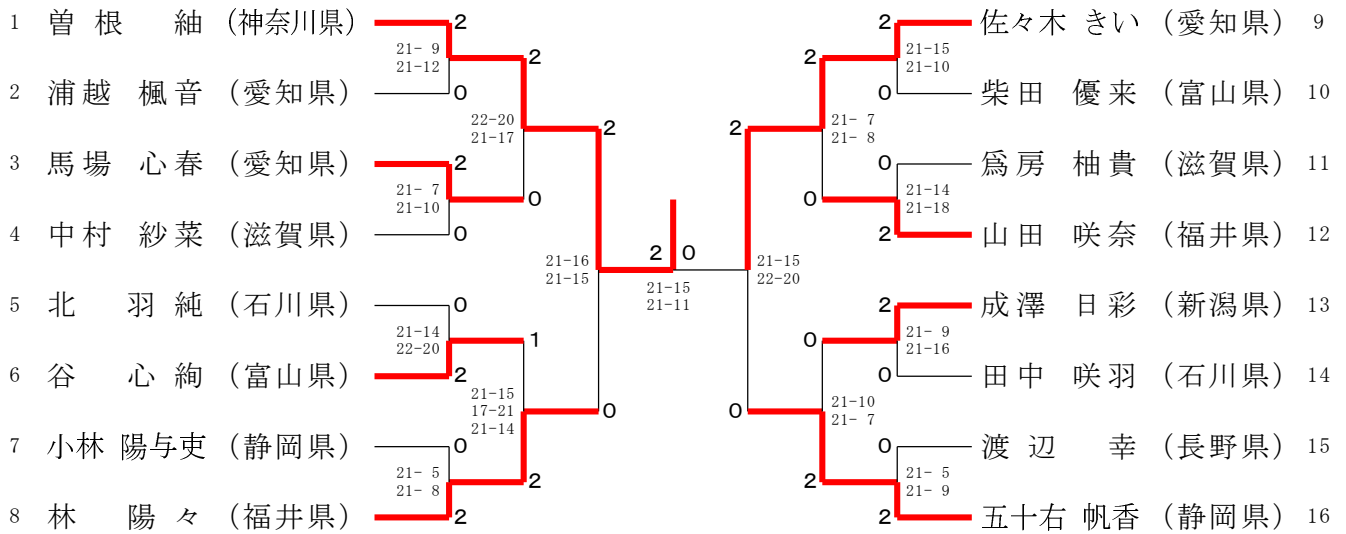 1 曽根 紬 (神奈川県) 2 2 佐々木 きい (愛知県) 9
21- 9 21-15
21-12 2 2 21-10
2 浦越 楓音 (愛知県) 0 0 柴田 優来 (富山県) 10
22-20 21- 7
21-17 2 2 21- 8
3 馬場 心春 (愛知県) 2 0 爲房 柚貴 (滋賀県) 11
21- 7 21-14
21-10 0 0 21-18
4 中村 紗菜 (滋賀県) 0 2 山田 咲奈 (福井県) 12
21-16 2 0 21-15
21-15 21-15 22-20
21-11
5 北 羽純 (石川県) 0 2 成澤 日彩 (新潟県) 13
21-14 21- 9
22-20 1 0 21-16
6 谷 心絢 (富山県) 2 0 田中 咲羽 (石川県) 14
21-15 21-10
17-21 0 0 21- 7
21-14
7 小林 陽与吏 (静岡県) 0 0 渡辺 幸 (長野県) 15
21- 5 21- 5
21- 8 2 2 21- 9
8 林 陽々 (福井県) 2 2 五十右 帆香 (静岡県) 16